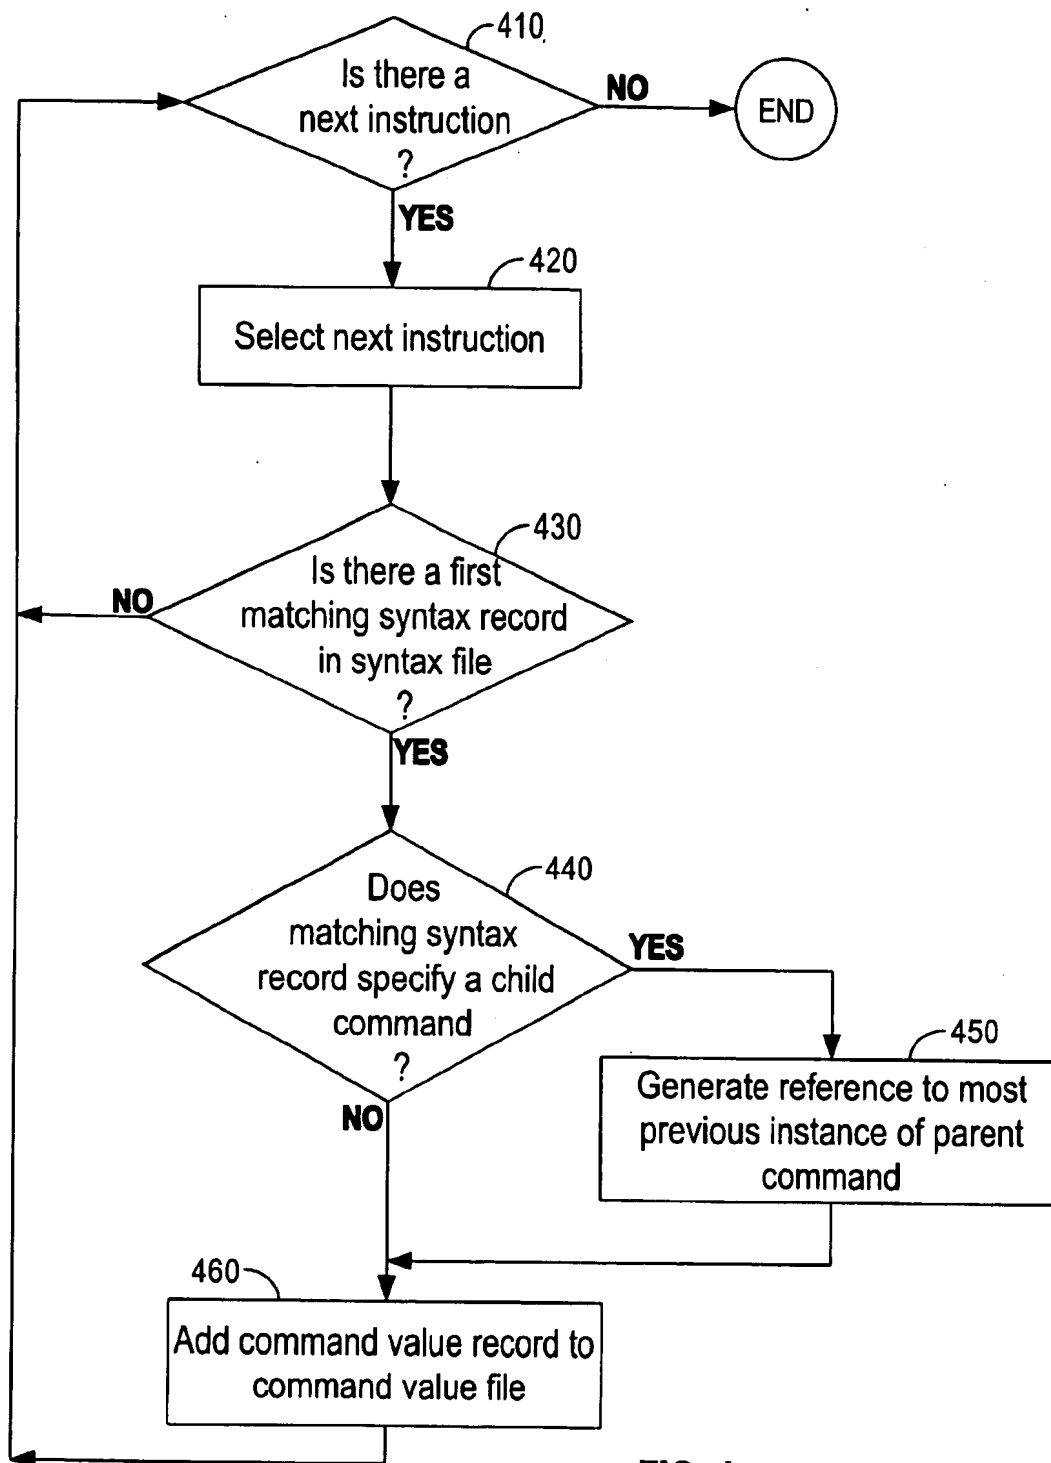 410
Is there a
next instruction
?
NO
END
YES
420
Select next instruction
430
Is there a first
matching syntax record
in syntax file
?
NO
YES
440
Does
matching syntax
record specify a child
command
?
YES
NO
450
Generate reference to most
previous instance of parent
command
460
Add command value record to
command value file